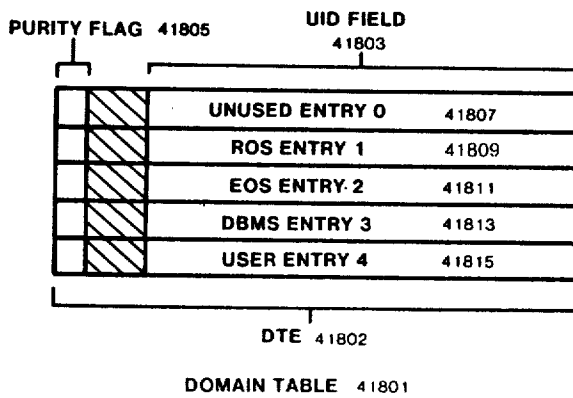 PURITY FLAG 41805
UID FIELD
41803
UNUSED ENTRY 0 41807
ROS ENTRY 1 41809
EOS ENTRY 2 41811
DBMS ENTRY 3 41813
USER ENTRY 4 41815
DTE 41802
DOMAIN TABLE 41801